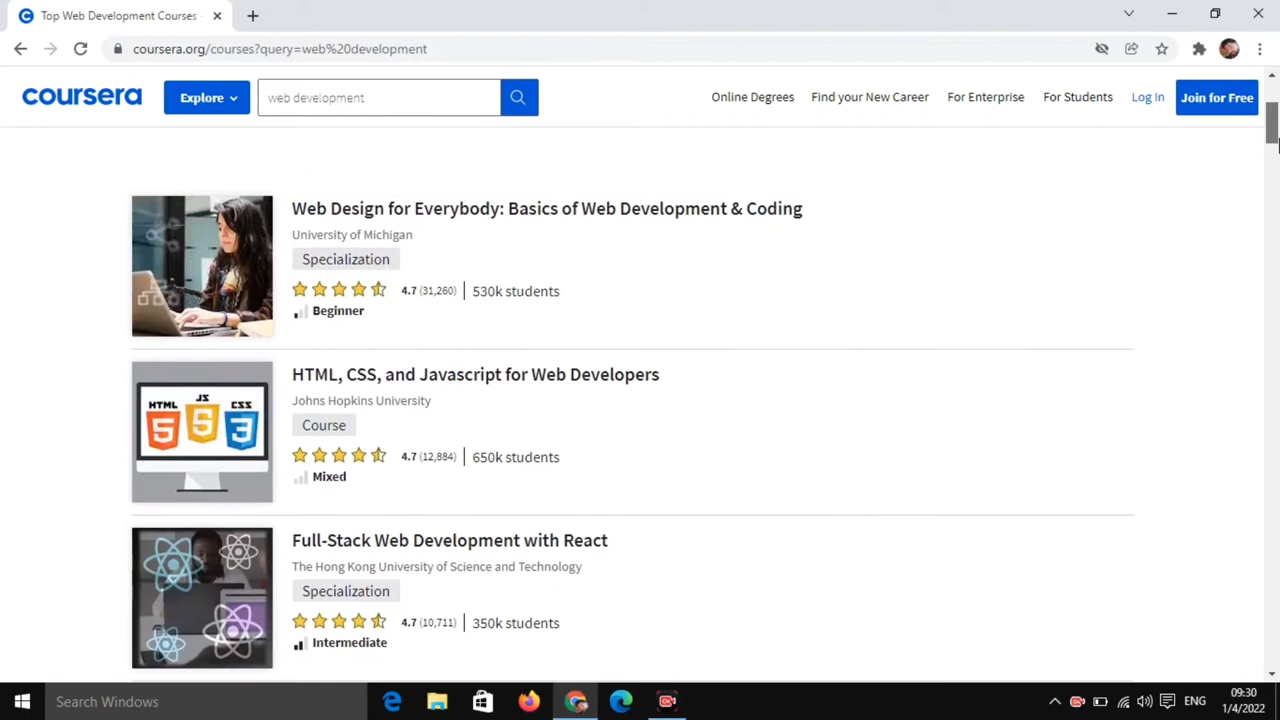 Top Web Development Courses
coursera.org/courses?query=web%20development
coursera
Explore
web development
Online Degrees
Find your New Career
For Enterprise
For Students
Log In
Join for Free
Web Design for Everybody: Basics of Web Development & Coding
University of Michigan
Specialization
4.7 (31,260) | 530k students
Beginner
HTML JS CSS
5 5 3
HTML, CSS, and Javascript for Web Developers
Johns Hopkins University
Course
4.7 (12,884) | 650k students
Mixed
Full-Stack Web Development with React
The Hong Kong University of Science and Technology
Specialization
4.7 (10,711) | 350k students
Intermediate
Search Windows
ENG
09:30
1/4/2022